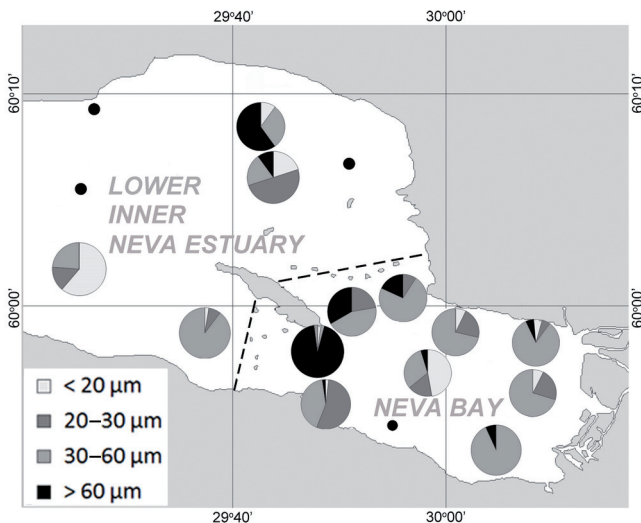 29°40' 30°00'
60°10' 60°10'
LOWER
INNER
NEVA ESTUARY
60°00' 60°00'
NEVA BAY
< 20 µm
20–30 µm
30–60 µm
> 60 µm
29°40' 30°00'